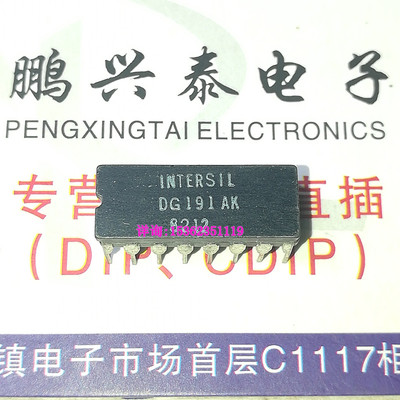 鹏兴泰电子
PENGXINGTAI ELECTRONICS
INTERSIL
DG191AK
8212
专营 直插
(DIP、CDIP)
镇电子市场首层C1117相